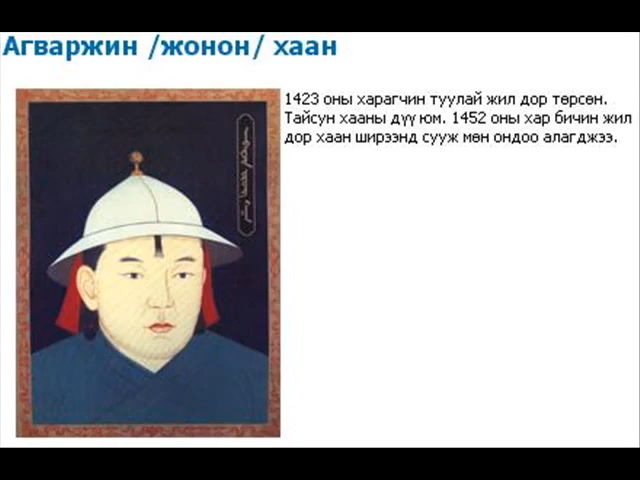 Агваржин /жонон/ хаан
1423 оны харагчин туулай жил дор төрсөн.
Тайсун хааны дүү юм. 1452 оны хар бичин жил
дор хаан ширээнд сууж мөн ондоо алагджээ.